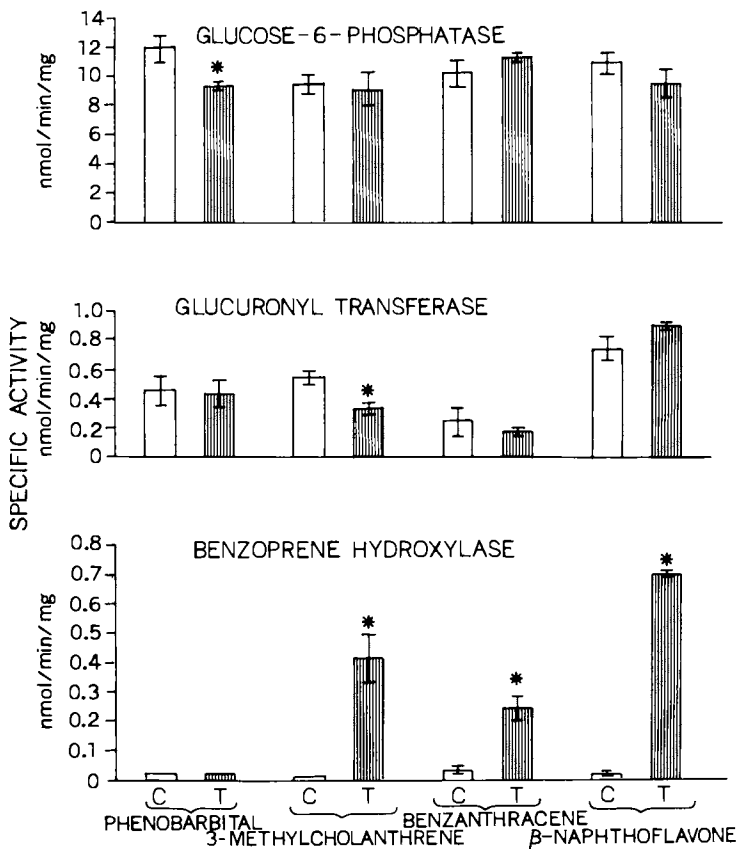 GLUCOSE-6-PHOSPHATASE
14
12
10
8
6
4
12
0
nmol/min/mg
*
SPECIFIC ACTIVITY
GLUCURONYL TRANSFERASE
1.0
0.8
0.6
0.4
0.2
0
nmol/min/mg
*
BENZOPRENE HYDROXYLASE
0.8
0.7
0.6
0.5
0.4
0.3
0.2
0.1
0
nmol/min/mg
*
*
*
C T C T C T C T
PHENOBARBITAL
3-METHYLCHOLANTHRENE
BENZANTHRACENE
β-NAPHTHOFLAVONE